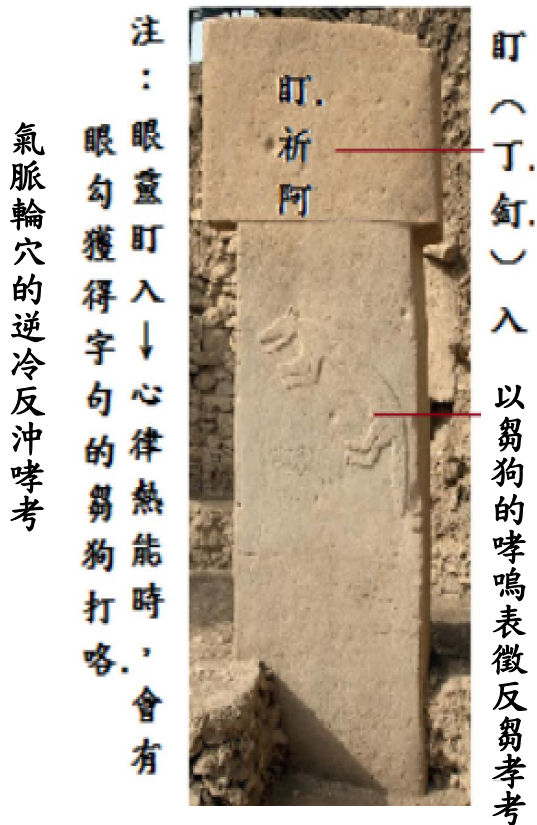 盯（丁.釘.）入
以芻狗的哮嗚表徵反芻孝考
盯.祈阿
注：眼靈盯入→心律熱能時，會有
眼勾獲得字句的芻狗打咯.
氣脈輪穴的逆冷反沖哮考